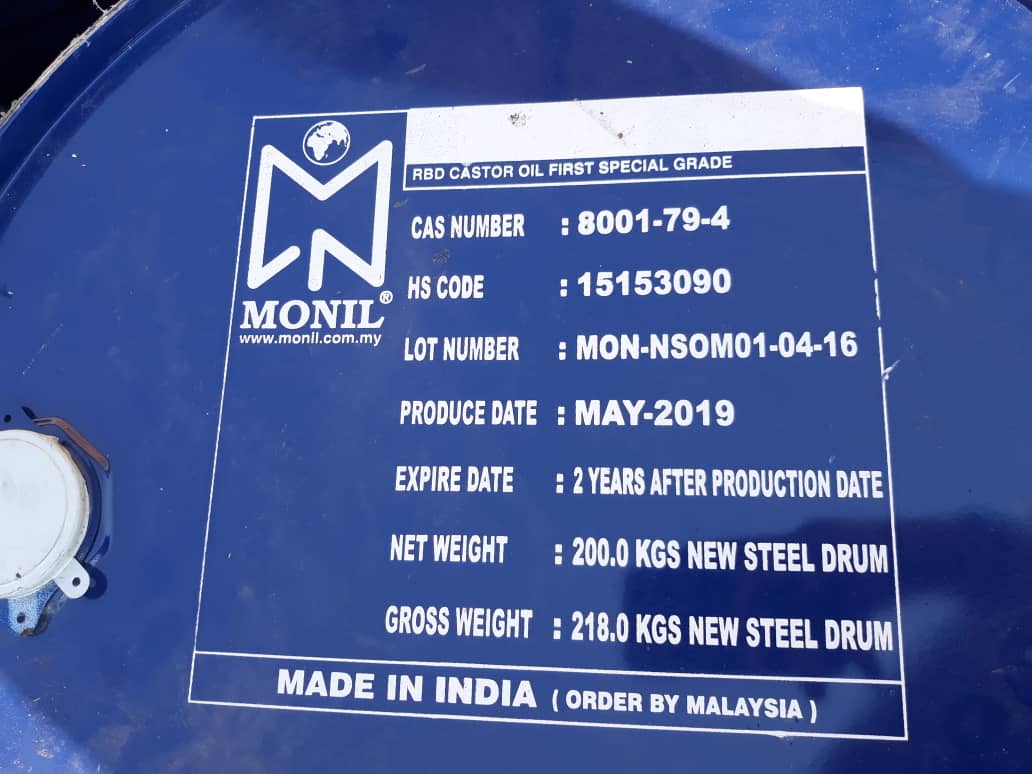 RBD CASTOR OIL FIRST SPECIAL GRADE
CAS NUMBER : 8001-79-4
HS CODE : 15153090
MONIL®
www.monil.com.my
LOT NUMBER : MON-NSOM01-04-16
PRODUCE DATE : MAY-2019
EXPIRE DATE : 2 YEARS AFTER PRODUCTION DATE
NET WEIGHT : 200.0 KGS NEW STEEL DRUM
GROSS WEIGHT : 218.0 KGS NEW STEEL DRUM
MADE IN INDIA ( ORDER BY MALAYSIA )